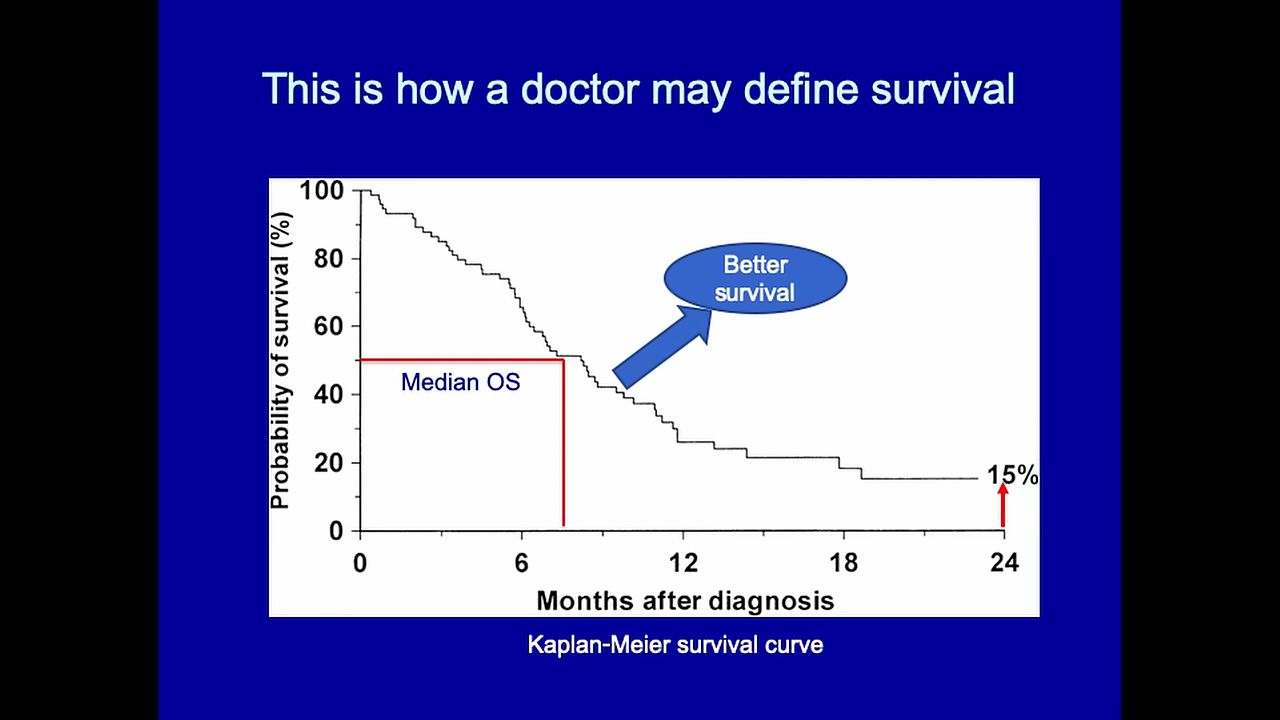 This is how a doctor may define survival
Probability of survival (%)
100
80
60
40
20
0
Better
survival
Median OS
15%
0 6 12 18 24
Months after diagnosis
Kaplan-Meier survival curve